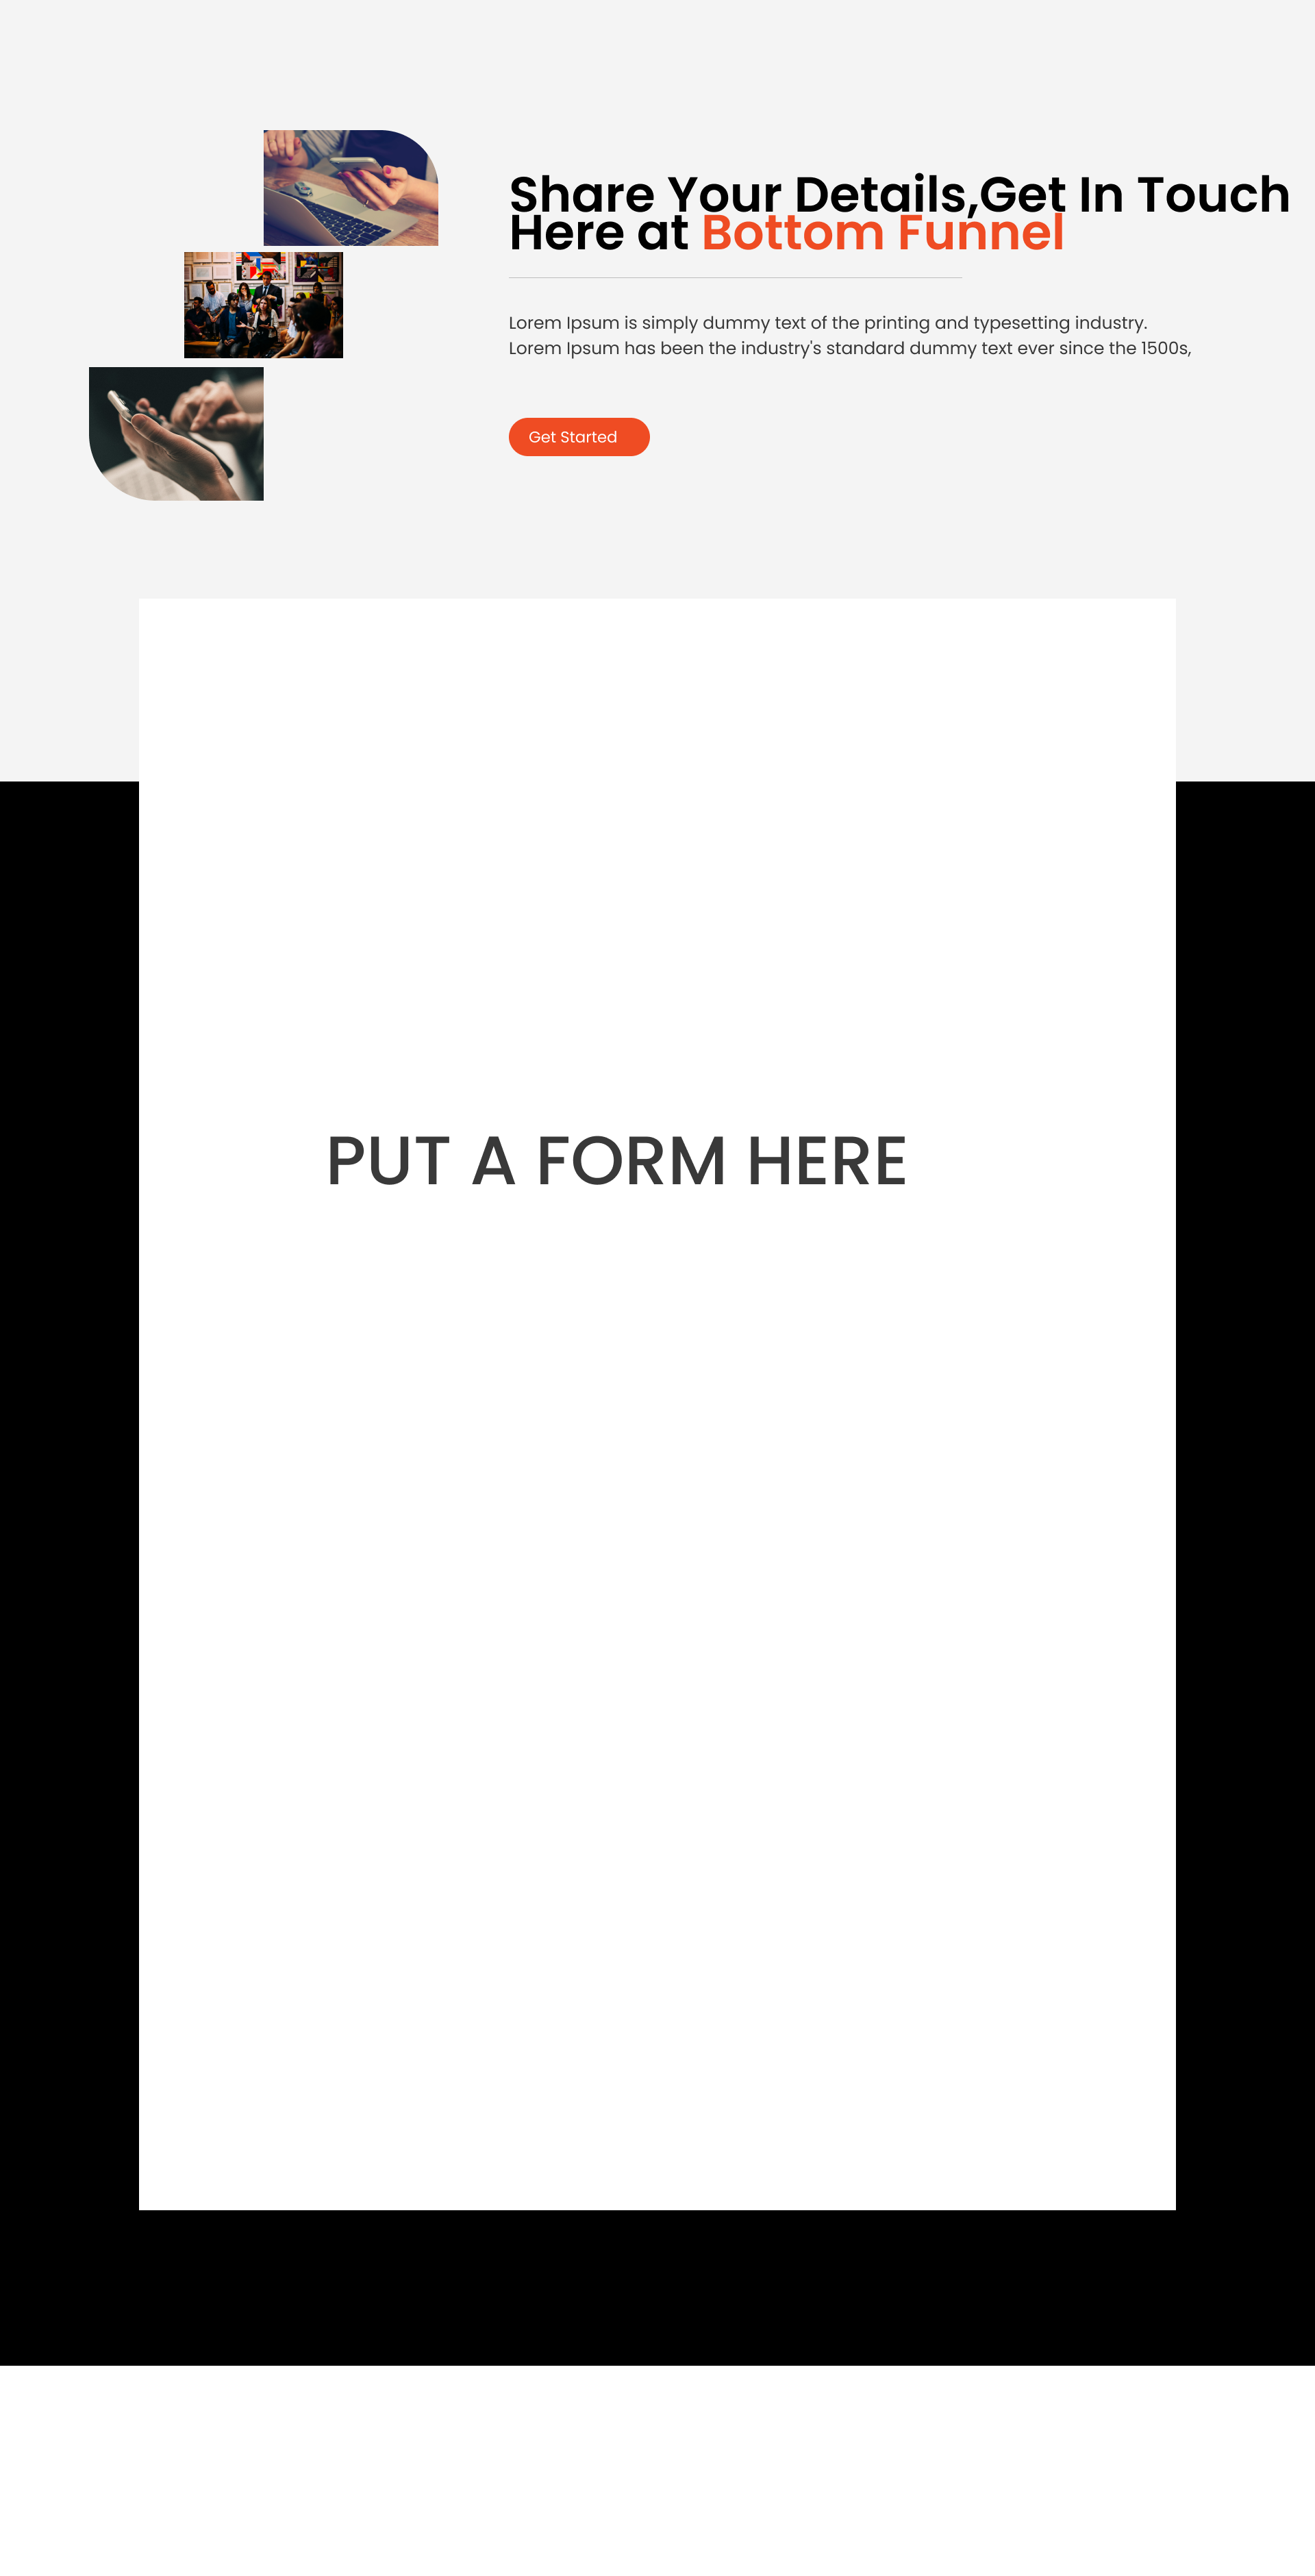 Share Your Details,Get In Touch
Here at Bottom Funnel
Lorem Ipsum is simply dummy text of the printing and typesetting industry.
Lorem Ipsum has been the industry's standard dummy text ever since the 1500s,
Get Started
PUT A FORM HERE